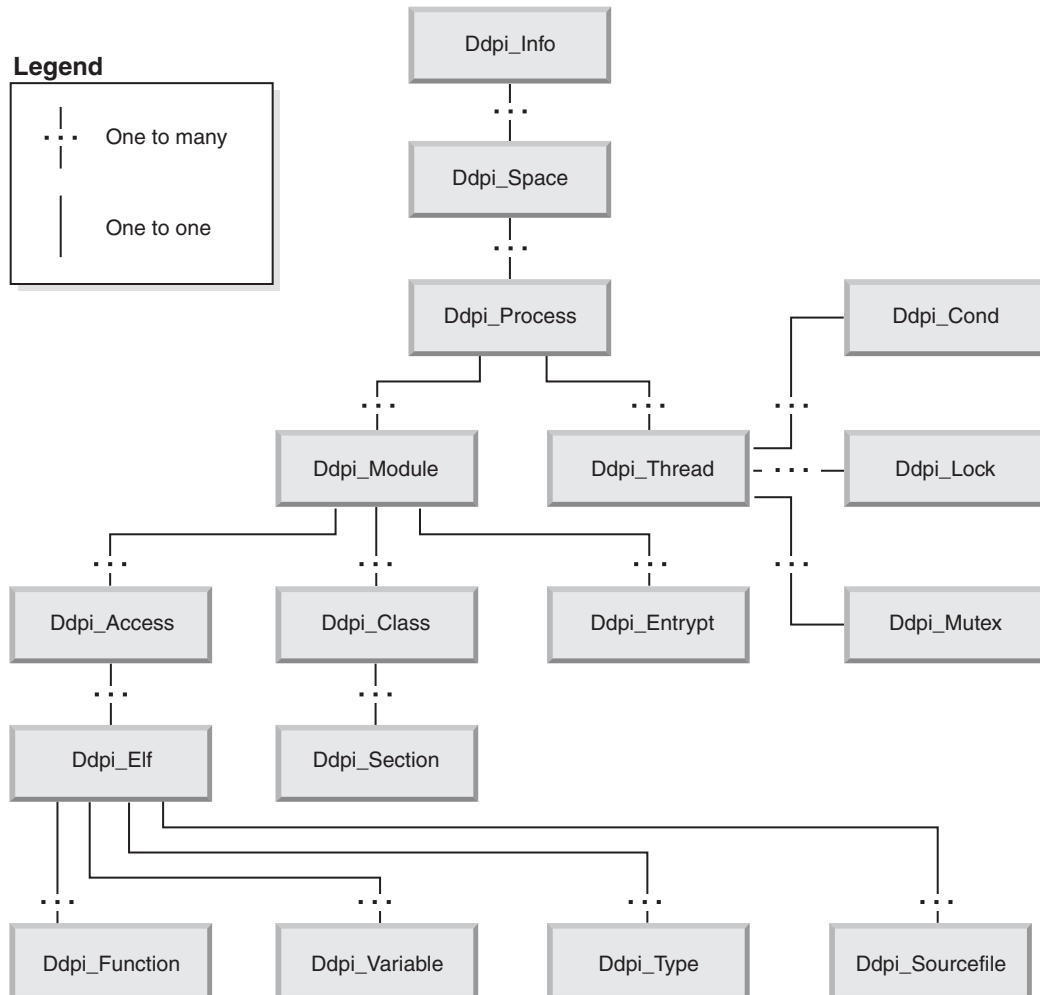 Ddpi_Info
Legend
One to many
One to one
Ddpi_Space
Ddpi_Process
Ddpi_Cond
Ddpi_Module
Ddpi_Thread
Ddpi_Lock
Ddpi_Access
Ddpi_Class
Ddpi_Entrypt
Ddpi_Mutex
Ddpi_Elf
Ddpi_Section
Ddpi_Function
Ddpi_Variable
Ddpi_Type
Ddpi_Sourcefile